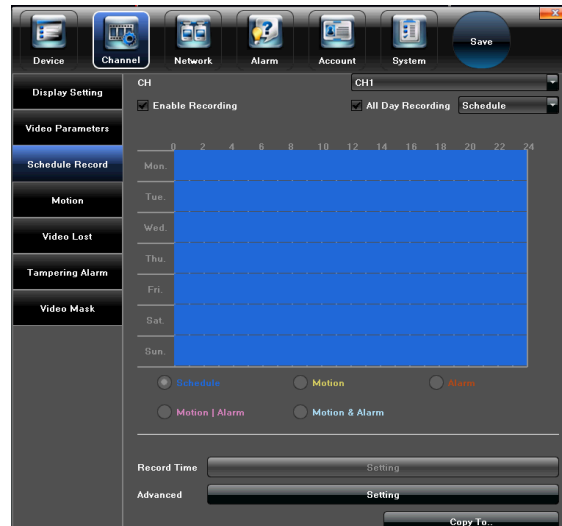 Device Channel Network Alarm Account System Save
Display Setting
Video Parameters
Schedule Record
Motion
Video Lost
Tampering Alarm
Video Mask
CH CH1
Enable Recording All Day Recording Schedule
0 2 4 6 8 10 12 14 16 18 20 22 24
Mon.
Tue.
Wed.
Thu.
Fri.
Sat.
Sun.
Schedule Motion Alarm
Motion | Alarm Motion & Alarm
Record Time Setting
Advanced Setting
Copy To..